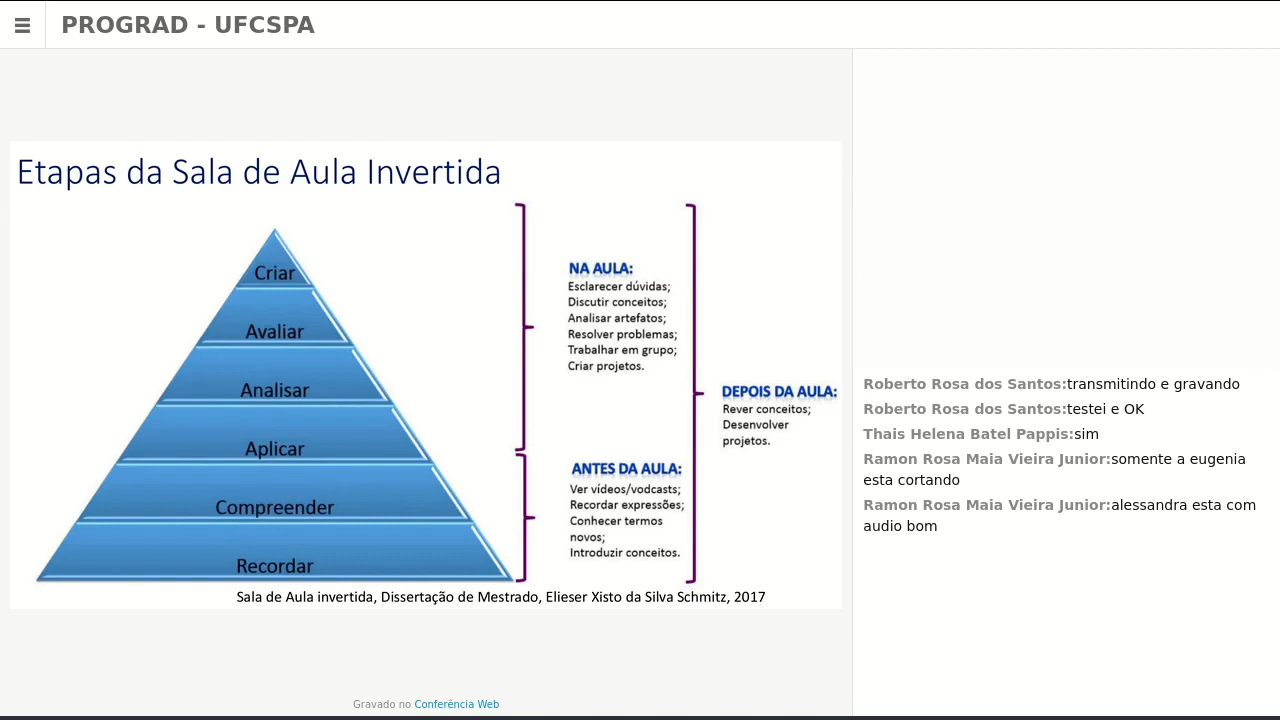 PROGRAD - UFCSPA
Etapas da Sala de Aula Invertida
Criar
Avaliar
Analisar
Aplicar
Compreender
Recordar
NA AULA:
Esclarecer dúvidas;
Discutir conceitos;
Analisar artefatos;
Resolver problemas;
Trabalhar em grupo;
Criar projetos.
ANTES DA AULA:
Ver vídeos/vodcasts;
Recordar expressões;
Conhecer termos
novos;
Introduzir conceitos.
DEPOIS DA AULA:
Rever conceitos;
Desenvolver
projetos.
Sala de Aula invertida, Dissertação de Mestrado, Elieser Xisto da Silva Schmitz, 2017
Gravado no Conferência Web
Roberto Rosa dos Santos:transmitindo e gravando
Roberto Rosa dos Santos:testei e OK
Thais Helena Batel Pappis:sim
Ramon Rosa Maia Vieira Junior:somente a eugenia
esta cortando
Ramon Rosa Maia Vieira Junior:alessandra esta com
audio bom